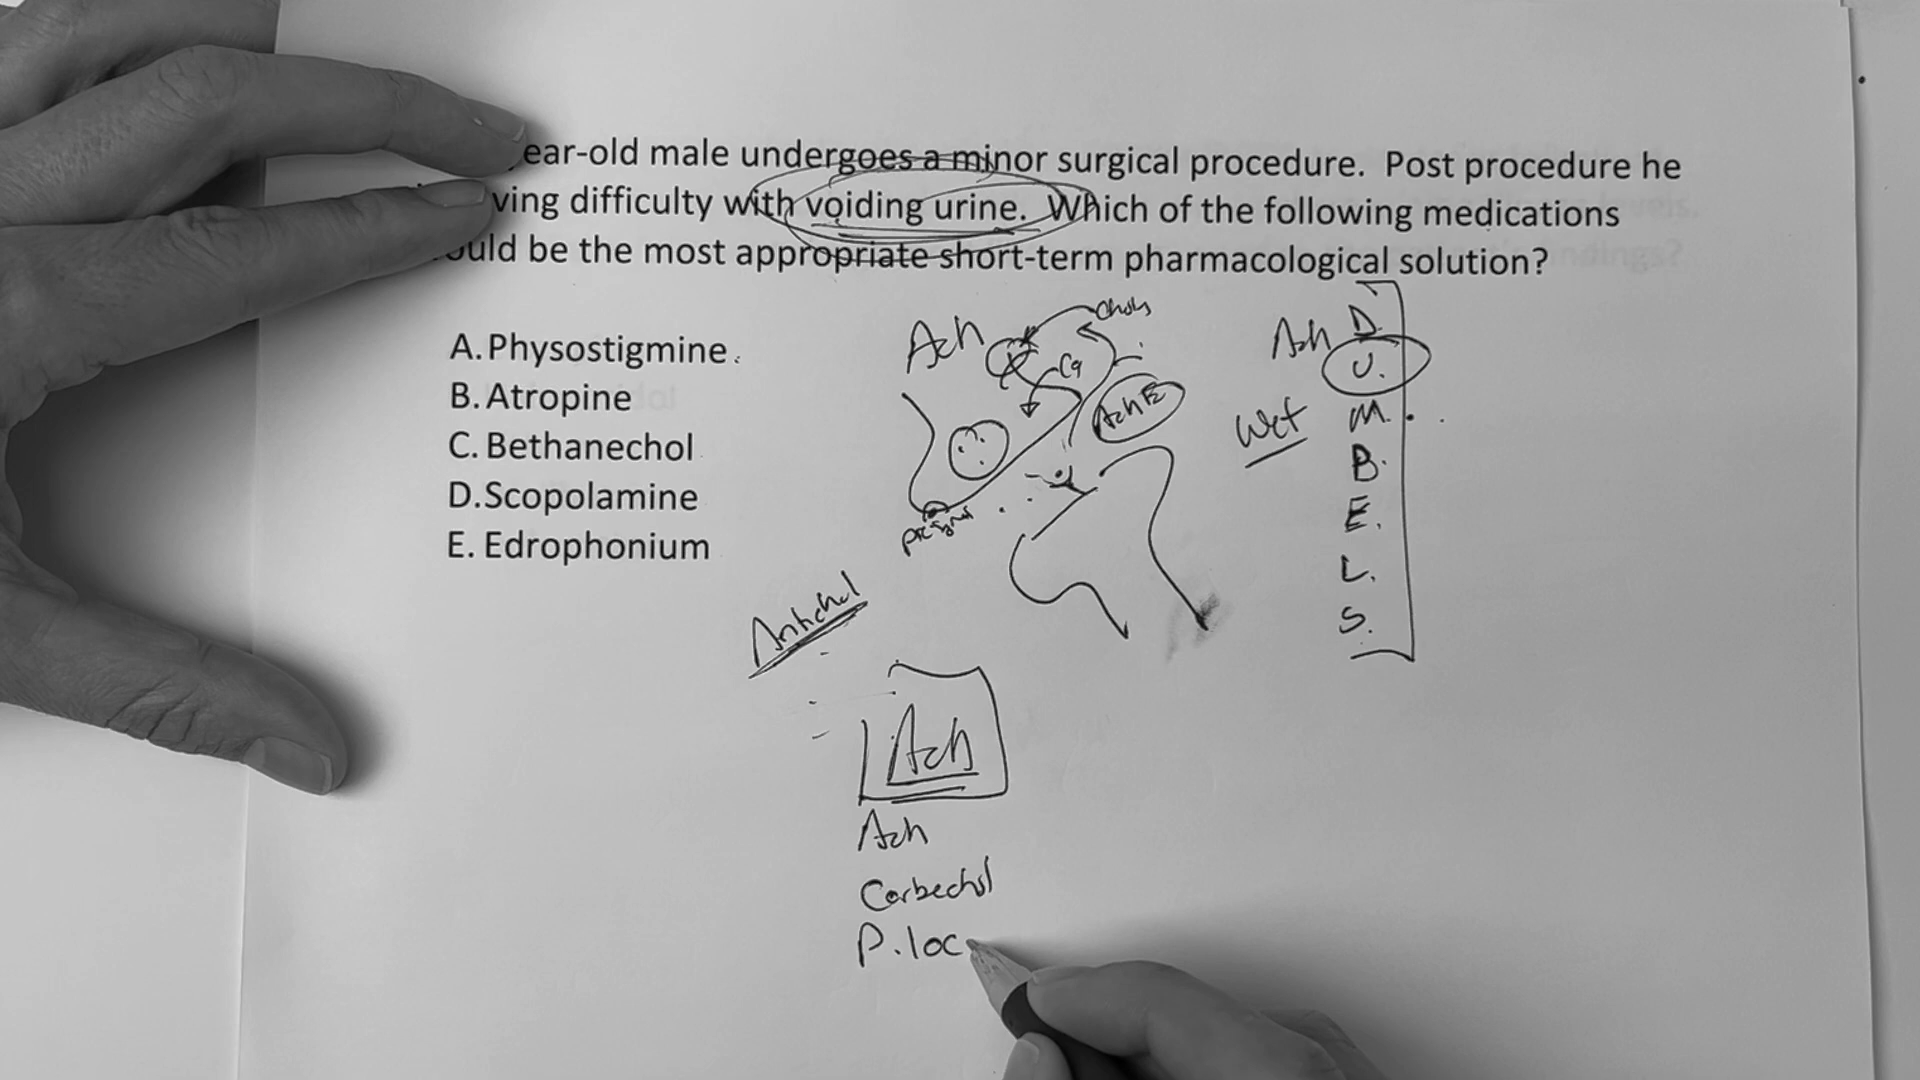 ear-old male undergoes a minor surgical procedure. Post procedure he
ving difficulty with voiding urine. Which of the following medications
ould be the most appropriate short-term pharmacological solution?
A. Physostigmine
B. Atropine
C. Bethanechol
D. Scopolamine
E. Edrophonium
Ach
Ca
AchE
Ach
Wet
D.
U.
M.
B.
E.
L.
S.
Antichol
Ach
Ach
Carbechol
P.loc